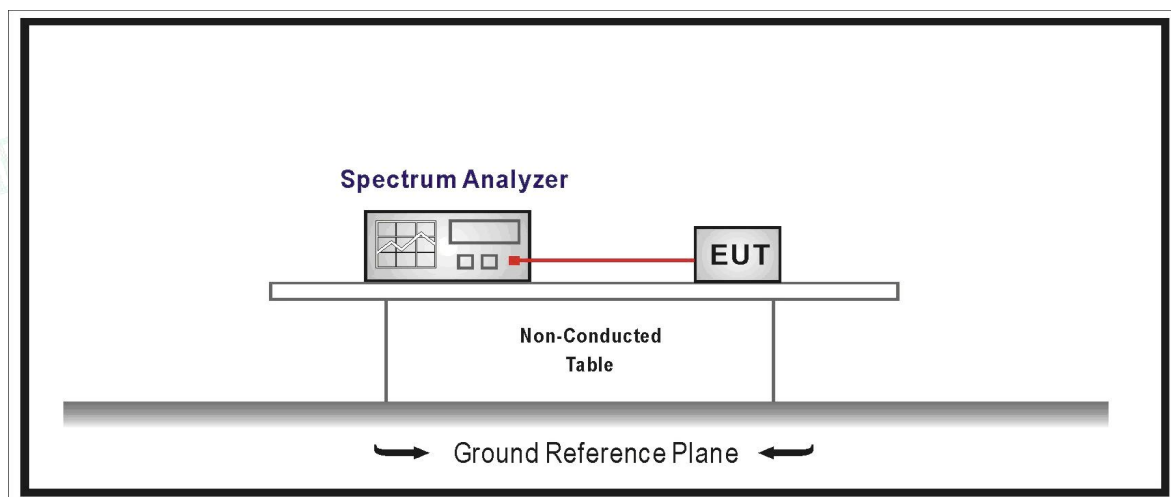 Spectrum Analyzer
EUT
Non-Conducted
Table
Ground Reference Plane